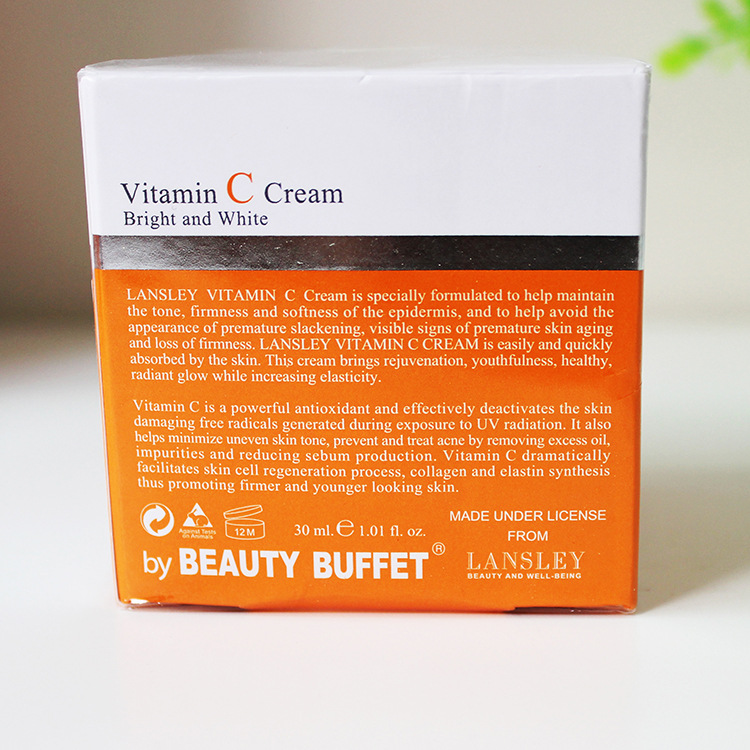 Vitamin C Cream
Bright and White
LANSLEY VITAMIN C Cream is specially formulated to help maintain
the tone, firmness and softness of the epidermis, and to help avoid the
appearance of premature slackening, visible signs of premature skin aging
and loss of firmness. LANSLEY VITAMIN C CREAM is easily and quickly
absorbed by the skin. This cream brings rejuvenation, youthfulness, healthy,
radiant glow while increasing elasticity.
Vitamin C is a powerful antioxidant and effectively deactivates the skin
damaging free radicals generated during exposure to UV radiation. It also
helps minimize uneven skin tone, prevent and treat acne by removing excess oil,
impurities and reducing sebum production. Vitamin C dramatically
facilitates skin cell regeneration process, collagen and elastin synthesis
thus promoting firmer and younger looking skin.
Against Tests
on Animals
12M
30 ml. ℮ 1.01 fl. oz.
by BEAUTY BUFFET®
MADE UNDER LICENSE
FROM
LANSLEY
BEAUTY AND WELL-BEING